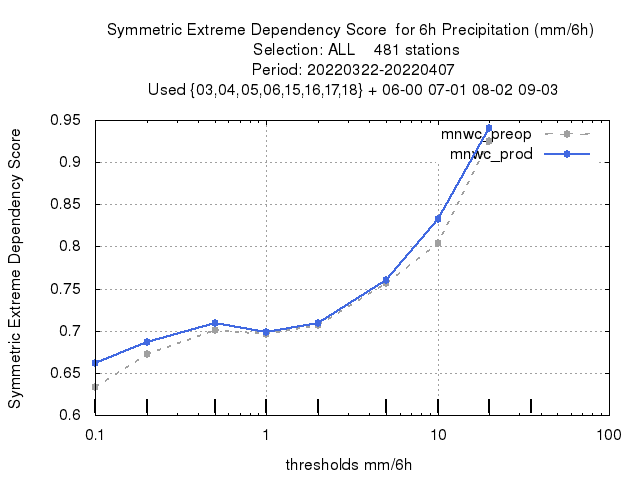 Symmetric Extreme Dependency Score  for 6h Precipitation (mm/6h)
Selection: ALL    481 stations
Period: 20220322-20220407
Used {03,04,05,06,15,16,17,18} + 06-00 07-01 08-02 09-03
Symmetric Extreme Dependency Score
0.95
0.9
0.85
0.8
0.75
0.7
0.65
0.6
mnwc_preop
mnwc_prod
0.1 1 10 100
thresholds mm/6h